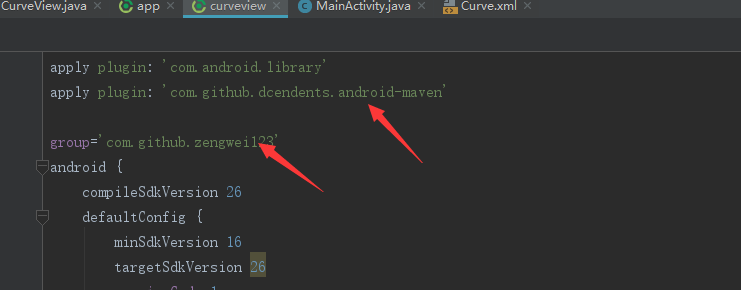 CurveView.java × app × curveview × MainActivity.java × Curve.xml ×
apply plugin: 'com.android.library'
apply plugin: 'com.github.dcendents.android-maven'
group='com.github.zengwei123'
android {
compileSdkVersion 26
defaultConfig {
minSdkVersion 16
targetSdkVersion 26